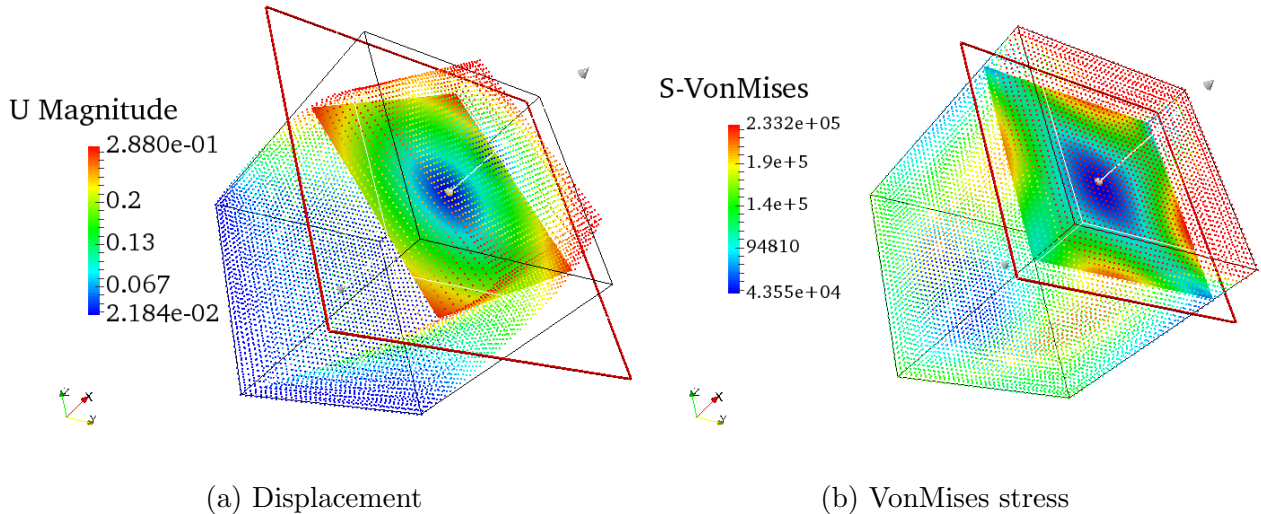 U Magnitude
2.880e-01
0.2
0.13
0.067
2.184e-02
Z
X
Y
(a) Displacement
S-VonMises
2.332e+05
1.9e+5
1.4e+5
94810
4.355e+04
Z
X
Y
(b) VonMises stress